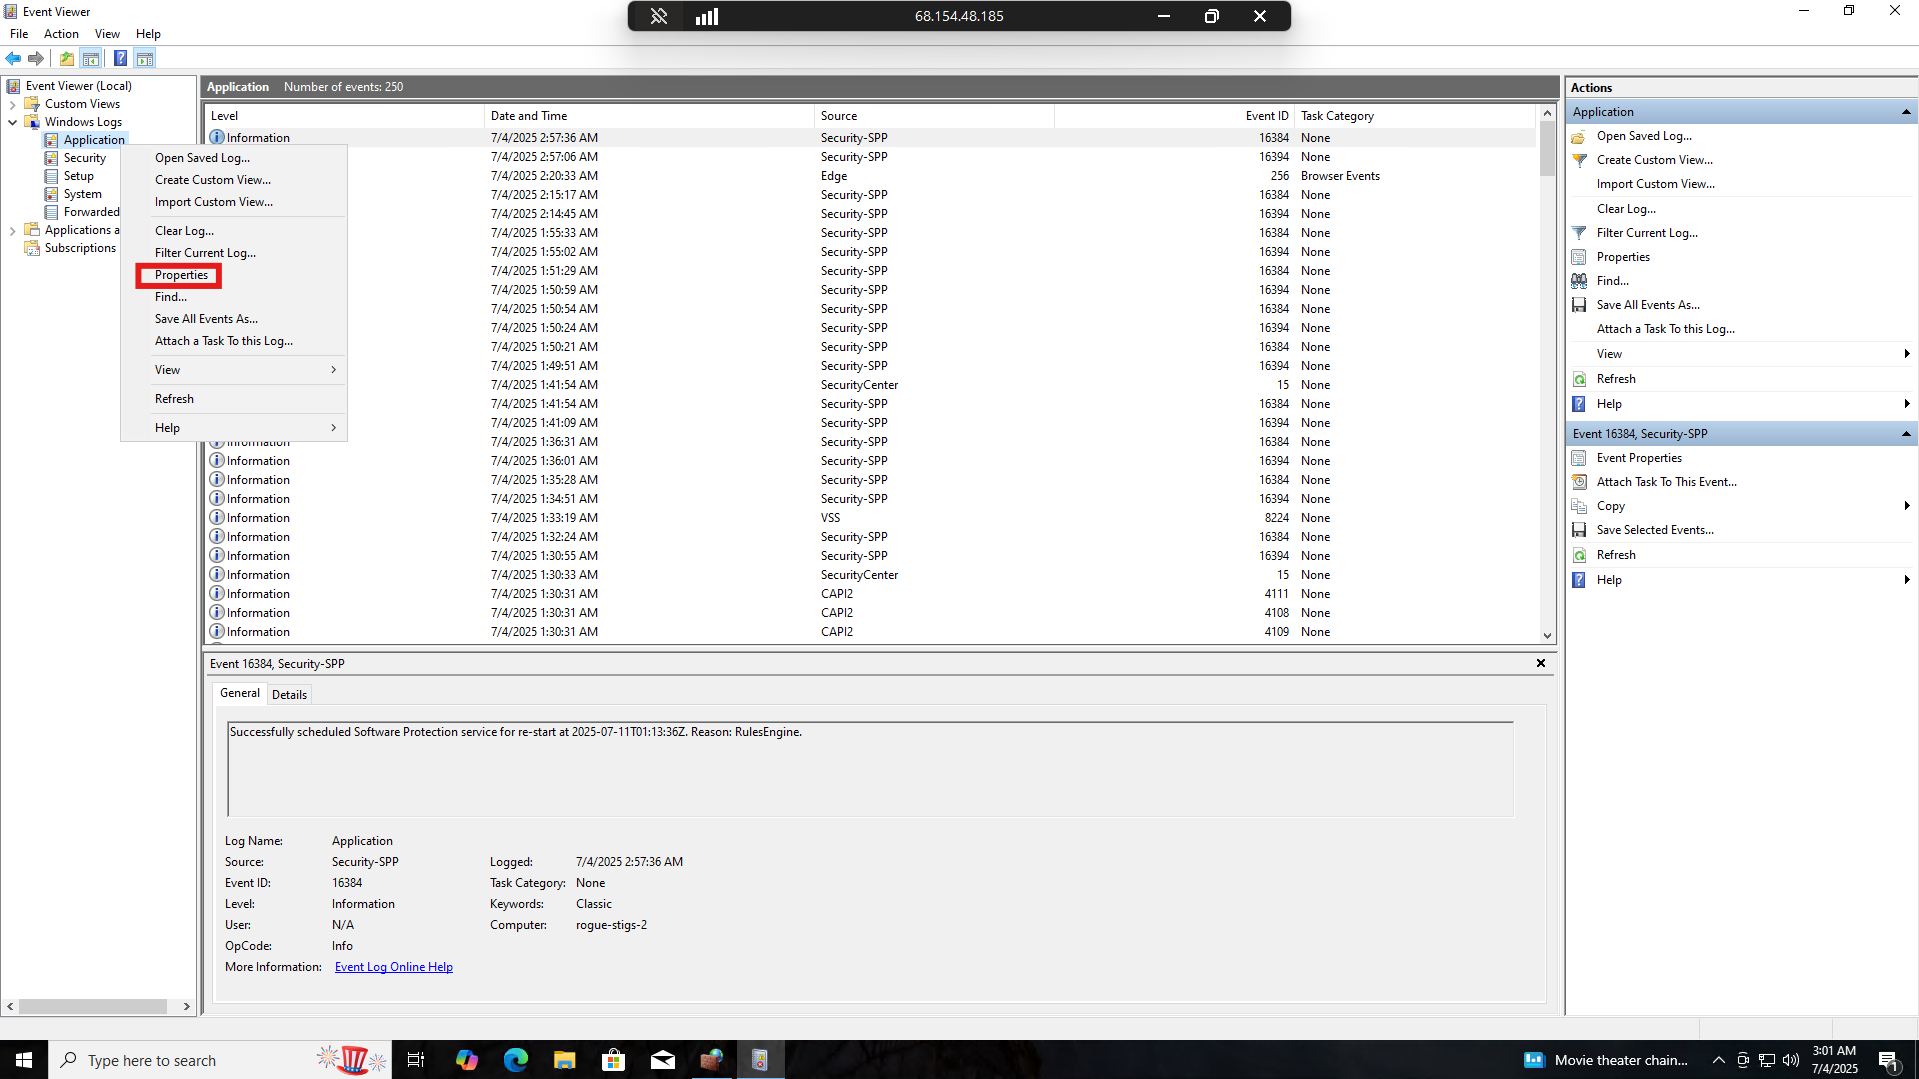 Event Viewer
68.154.48.185
File Action View Help
Event Viewer (Local)
Custom Views
Windows Logs
Application
Security
Setup
System
Forwarded
Applications a
Subscriptions
Open Saved Log...
Create Custom View...
Import Custom View...
Clear Log...
Filter Current Log...
Properties
Find...
Save All Events As...
Attach a Task To this Log...
View
Refresh
Help
Application Number of events: 250
Level Date and Time Source Event ID Task Category
Information 7/4/2025 2:57:36 AM Security-SPP 16384 None
7/4/2025 2:57:06 AM Security-SPP 16394 None
7/4/2025 2:20:33 AM Edge 256 Browser Events
7/4/2025 2:15:17 AM Security-SPP 16384 None
7/4/2025 2:14:45 AM Security-SPP 16394 None
7/4/2025 1:55:33 AM Security-SPP 16384 None
7/4/2025 1:55:02 AM Security-SPP 16394 None
7/4/2025 1:51:29 AM Security-SPP 16384 None
7/4/2025 1:50:59 AM Security-SPP 16394 None
7/4/2025 1:50:54 AM Security-SPP 16384 None
7/4/2025 1:50:24 AM Security-SPP 16394 None
7/4/2025 1:50:21 AM Security-SPP 16384 None
7/4/2025 1:49:51 AM Security-SPP 16394 None
7/4/2025 1:41:54 AM SecurityCenter 15 None
7/4/2025 1:41:54 AM Security-SPP 16384 None
7/4/2025 1:41:09 AM Security-SPP 16394 None
Information 7/4/2025 1:36:31 AM Security-SPP 16384 None
Information 7/4/2025 1:36:01 AM Security-SPP 16394 None
Information 7/4/2025 1:35:28 AM Security-SPP 16384 None
Information 7/4/2025 1:34:51 AM Security-SPP 16394 None
Information 7/4/2025 1:33:19 AM VSS 8224 None
Information 7/4/2025 1:32:24 AM Security-SPP 16384 None
Information 7/4/2025 1:30:55 AM Security-SPP 16394 None
Information 7/4/2025 1:30:33 AM SecurityCenter 15 None
Information 7/4/2025 1:30:31 AM CAPI2 4111 None
Information 7/4/2025 1:30:31 AM CAPI2 4108 None
Information 7/4/2025 1:30:31 AM CAPI2 4109 None
Event 16384, Security-SPP
General Details
Successfully scheduled Software Protection service for re-start at 2025-07-11T01:13:36Z. Reason: RulesEngine.
Log Name: Application
Source: Security-SPP Logged: 7/4/2025 2:57:36 AM
Event ID: 16384 Task Category: None
Level: Information Keywords: Classic
User: N/A Computer: rogue-stigs-2
OpCode: Info
More Information: Event Log Online Help
Actions
Application
Open Saved Log...
Create Custom View...
Import Custom View...
Clear Log...
Filter Current Log...
Properties
Find...
Save All Events As...
Attach a Task To this Log...
View
Refresh
Help
Event 16384, Security-SPP
Event Properties
Attach Task To This Event...
Copy
Save Selected Events...
Refresh
Help
Type here to search
Movie theater chain...
3:01 AM
7/4/2025
1